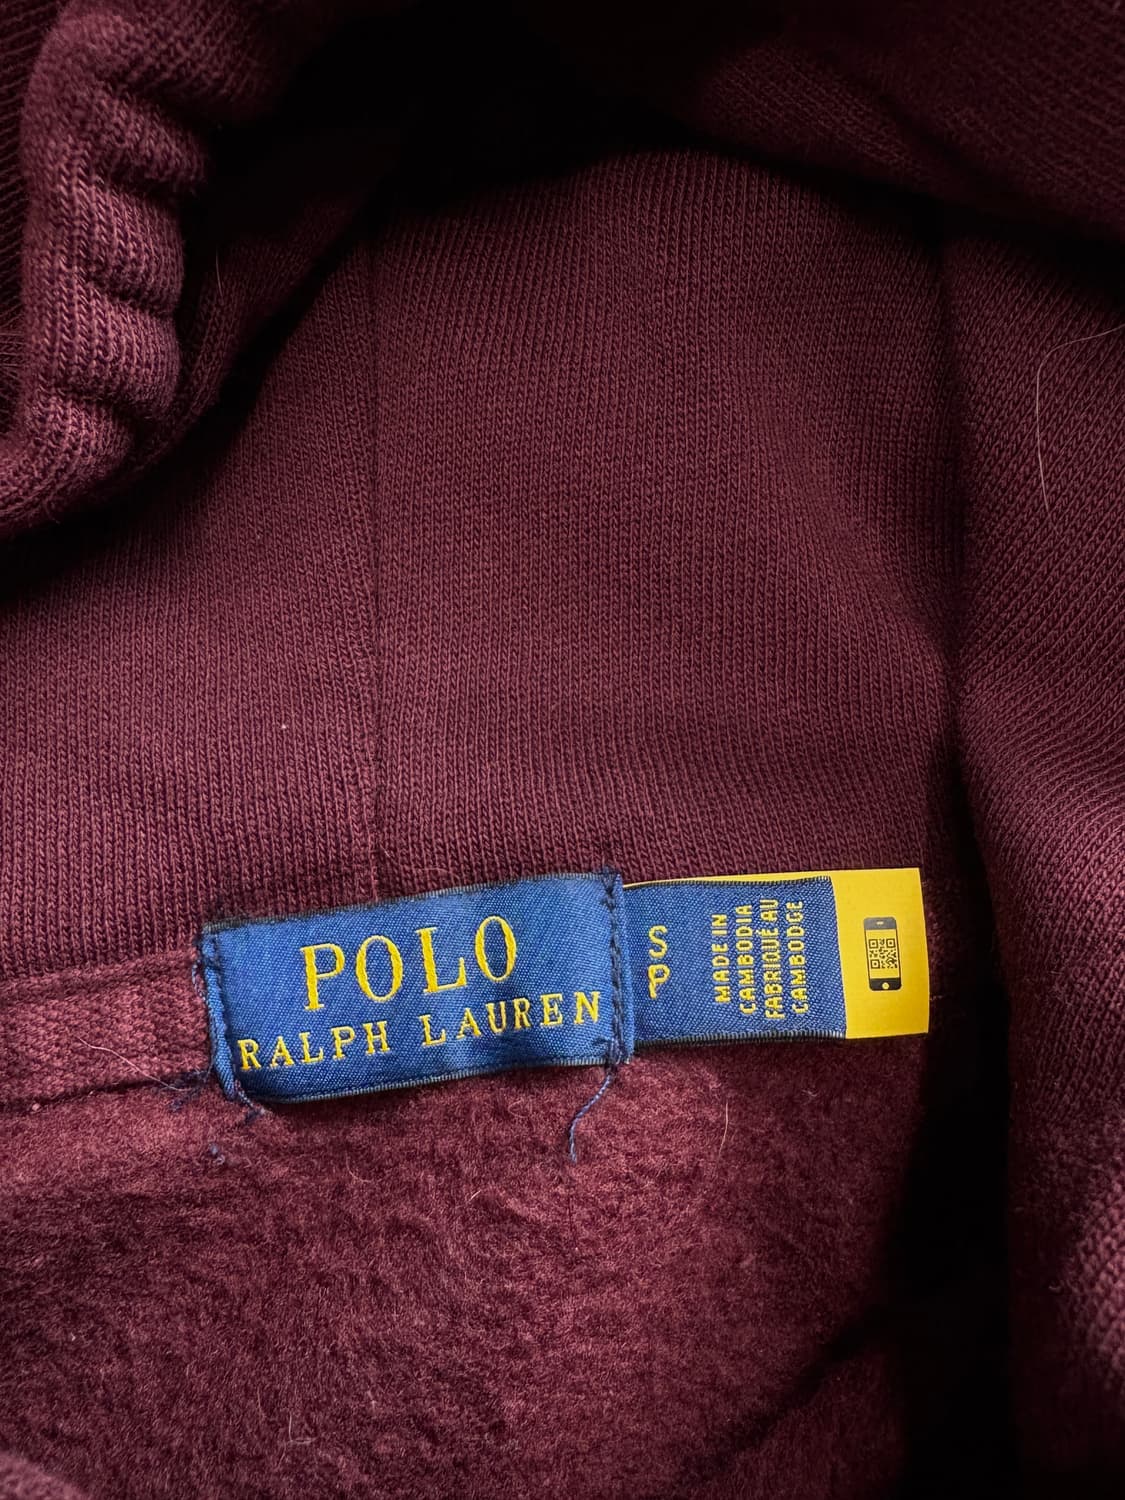 POLO
RALPH LAUREN
S
P
MADE IN
CAMBODIA
FABRIQUÉ AU
CAMBODGE